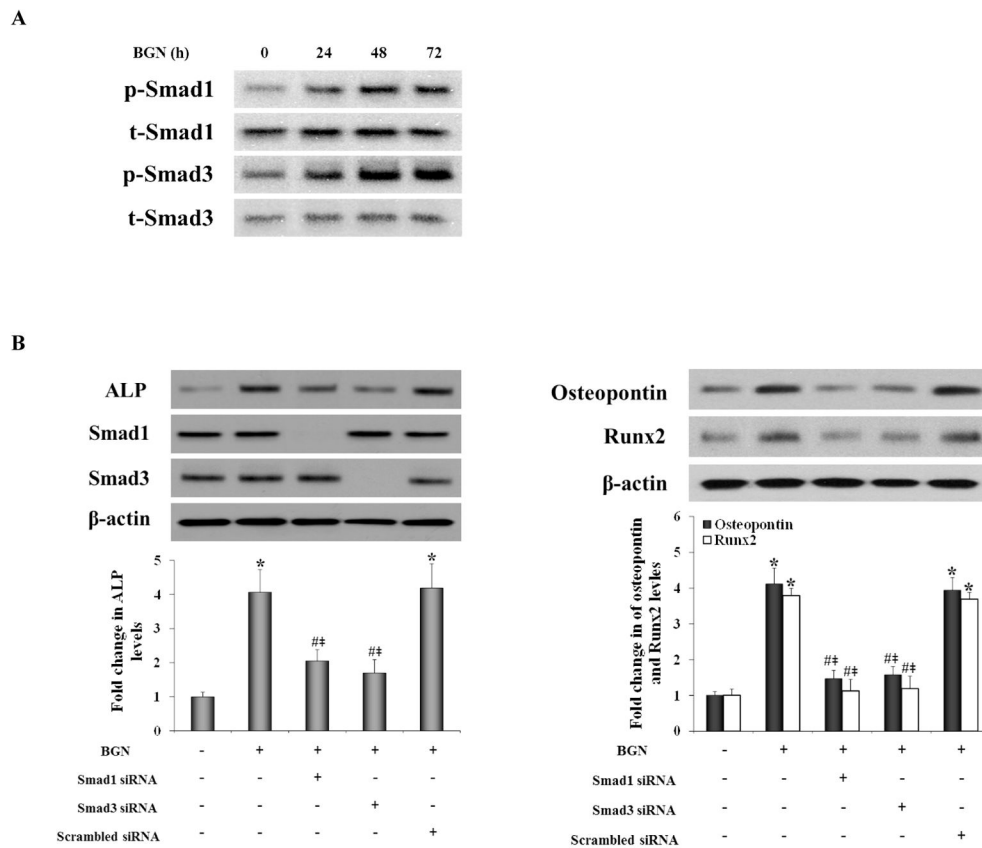 A
BGN (h) 0 24 48 72
p-Smad1
t-Smad1
p-Smad3
t-Smad3
B
ALP
Smad1
Smad3
β-actin
Fold change in ALP
levels
5
4
3
2
1
0
* #‡ #‡ *
BGN - + + + +
Smad1 siRNA - - + - -
Smad3 siRNA - - - + -
Scrambled siRNA - - - - +
Osteopontin
Runx2
β-actin
Fold change in of osteopontin
and Runx2 levles
6
5
4
3
2
1
0
Osteopontin
Runx2
* * #‡ #‡ #‡ #‡ * *
BGN - + + + +
Smad1 siRNA - - + - -
Smad3 siRNA - - - + -
Scrambled siRNA - - - - +